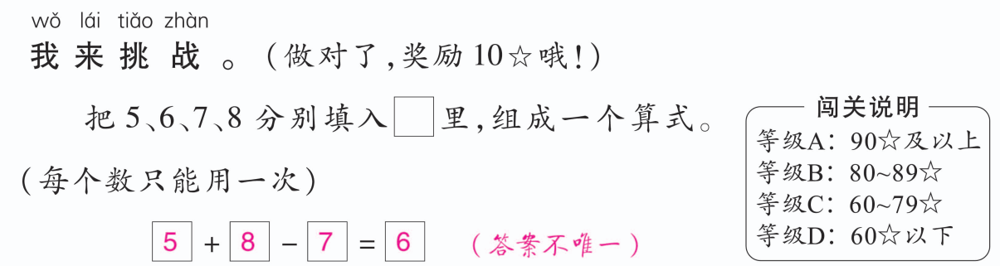 wǒ lái tiǎo zhàn
我来挑战。(做对了,奖励10☆哦!)
把5、6、7、8分别填入□里,组成一个算式。
(每个数只能用一次)
5 + 8 − 7 = 6 (答案不唯一)
闯关说明
等级A：90☆及以上
等级B：80~89☆
等级C：60~79☆
等级D：60☆以下